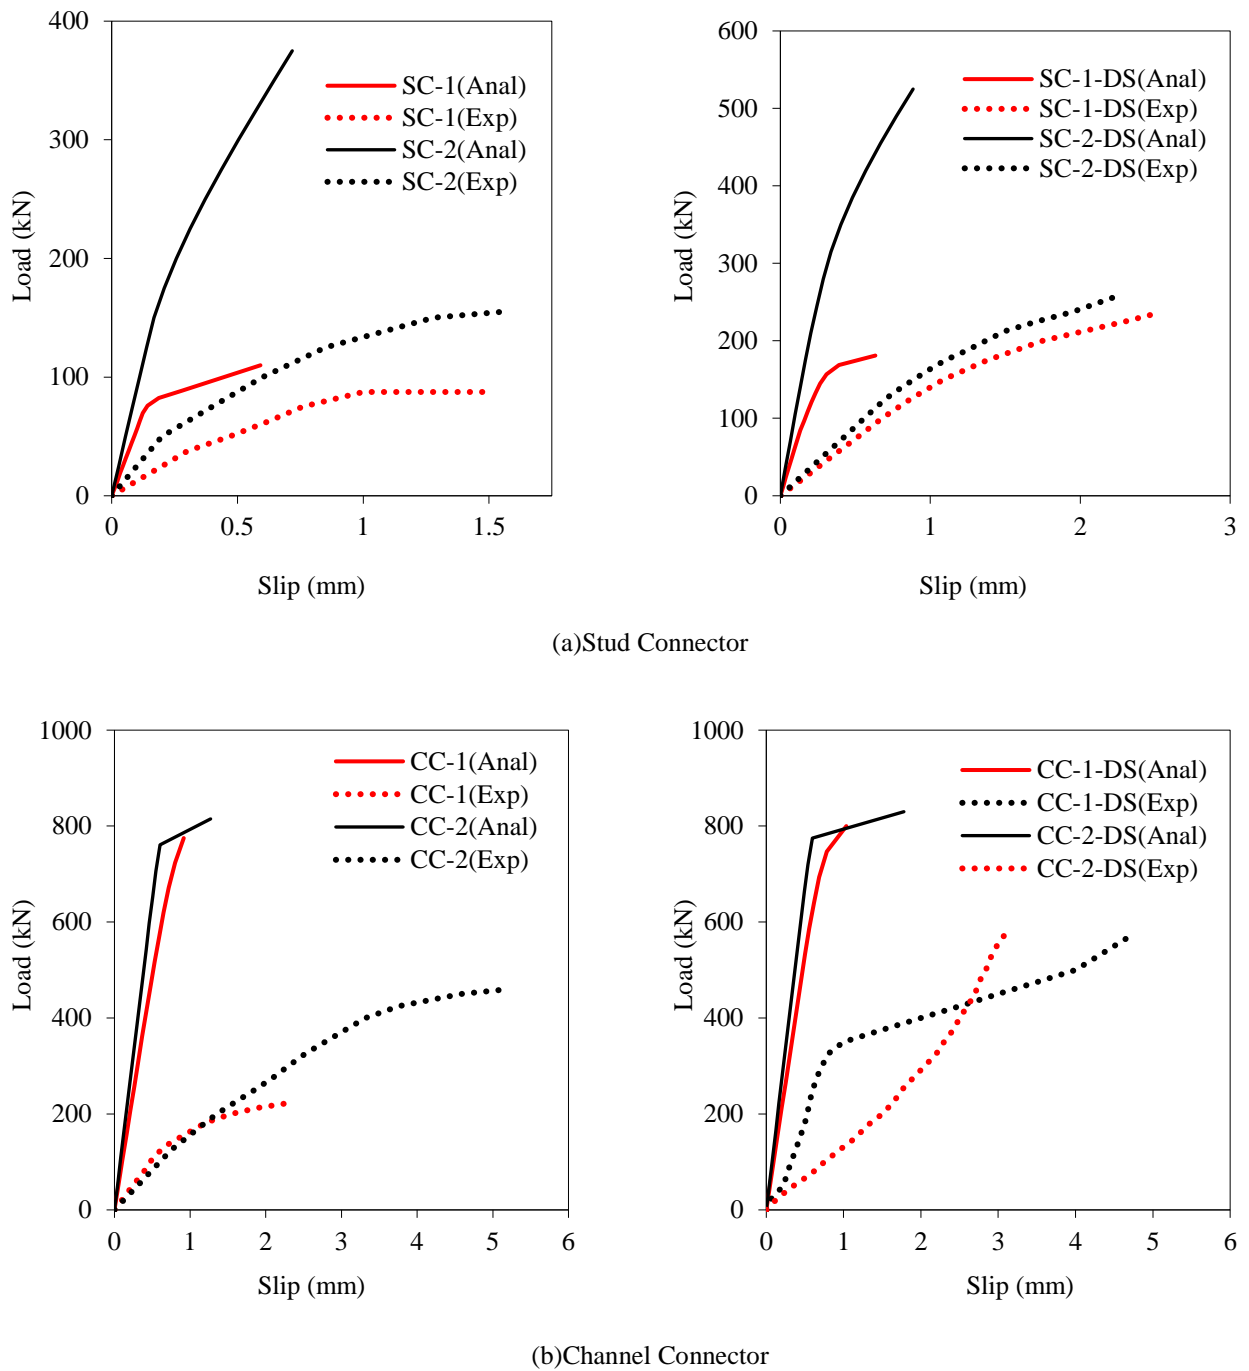 400
300
200
100
0
Load (kN)
SC-1(Anal)
SC-1(Exp)
SC-2(Anal)
SC-2(Exp)
0
0.5
1
1.5
Slip (mm)
600
500
400
300
200
100
0
Load (kN)
SC-1-DS(Anal)
SC-1-DS(Exp)
SC-2-DS(Anal)
SC-2-DS(Exp)
0
1
2
3
Slip (mm)
(a)Stud Connector
1000
800
600
400
200
0
Load (kN)
CC-1(Anal)
CC-1(Exp)
CC-2(Anal)
CC-2(Exp)
0
1
2
3
4
5
6
Slip (mm)
1000
800
600
400
200
0
Load (kN)
CC-1-DS(Anal)
CC-1-DS(Exp)
CC-2-DS(Anal)
CC-2-DS(Exp)
0
1
2
3
4
5
6
Slip (mm)
(b)Channel Connector